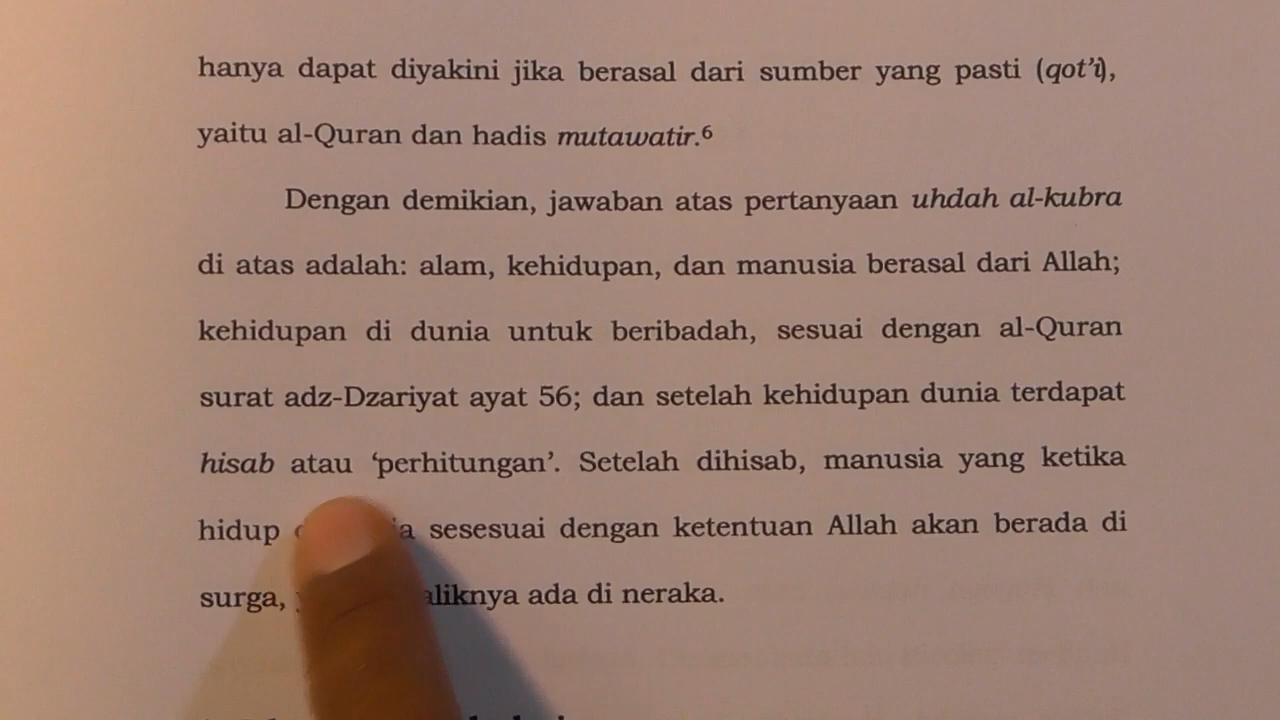 hanya dapat diyakini jika berasal dari sumber yang pasti (qot'i),
yaitu al-Quran dan hadis mutawatir.⁶
Dengan demikian, jawaban atas pertanyaan uhdah al-kubra
di atas adalah: alam, kehidupan, dan manusia berasal dari Allah;
kehidupan di dunia untuk beribadah, sesuai dengan al-Quran
surat adz-Dzariyat ayat 56; dan setelah kehidupan dunia terdapat
hisab atau ‘perhitungan’. Setelah dihisab, manusia yang ketika
hidup sesesuai dengan ketentuan Allah akan berada di
surga, ada di neraka.